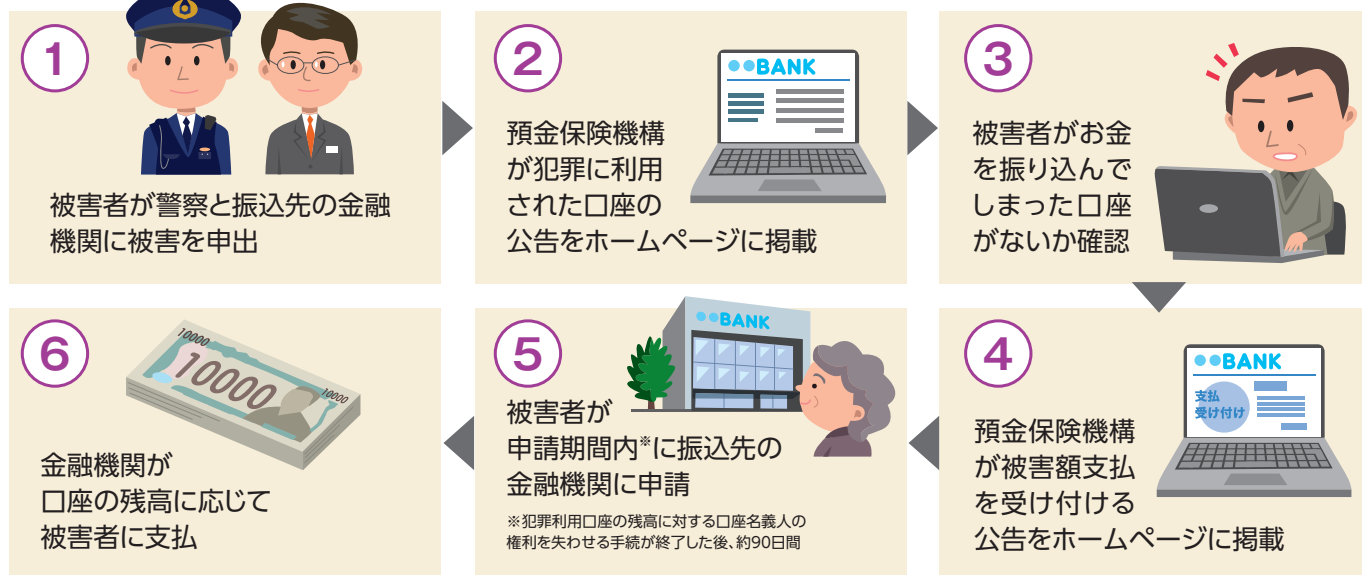 1
被害者が警察と振込先の金融
機関に被害を申出
2
BANK
預金保険機構
が犯罪に利用
された口座の
公告をホームページに掲載
3
被害者がお金
を振り込んで
しまった口座
がないか確認
4
BANK
支払
受け付け
預金保険機構
が被害額支払
を受け付ける
公告をホームページに掲載
5
BANK
被害者が
申請期間内※に振込先の
金融機関に申請
※犯罪利用口座の残高に対する口座名義人の
権利を失わせる手続が終了した後、約90日間
6
10000
10000
10000
金融機関が
口座の残高に応じて
被害者に支払